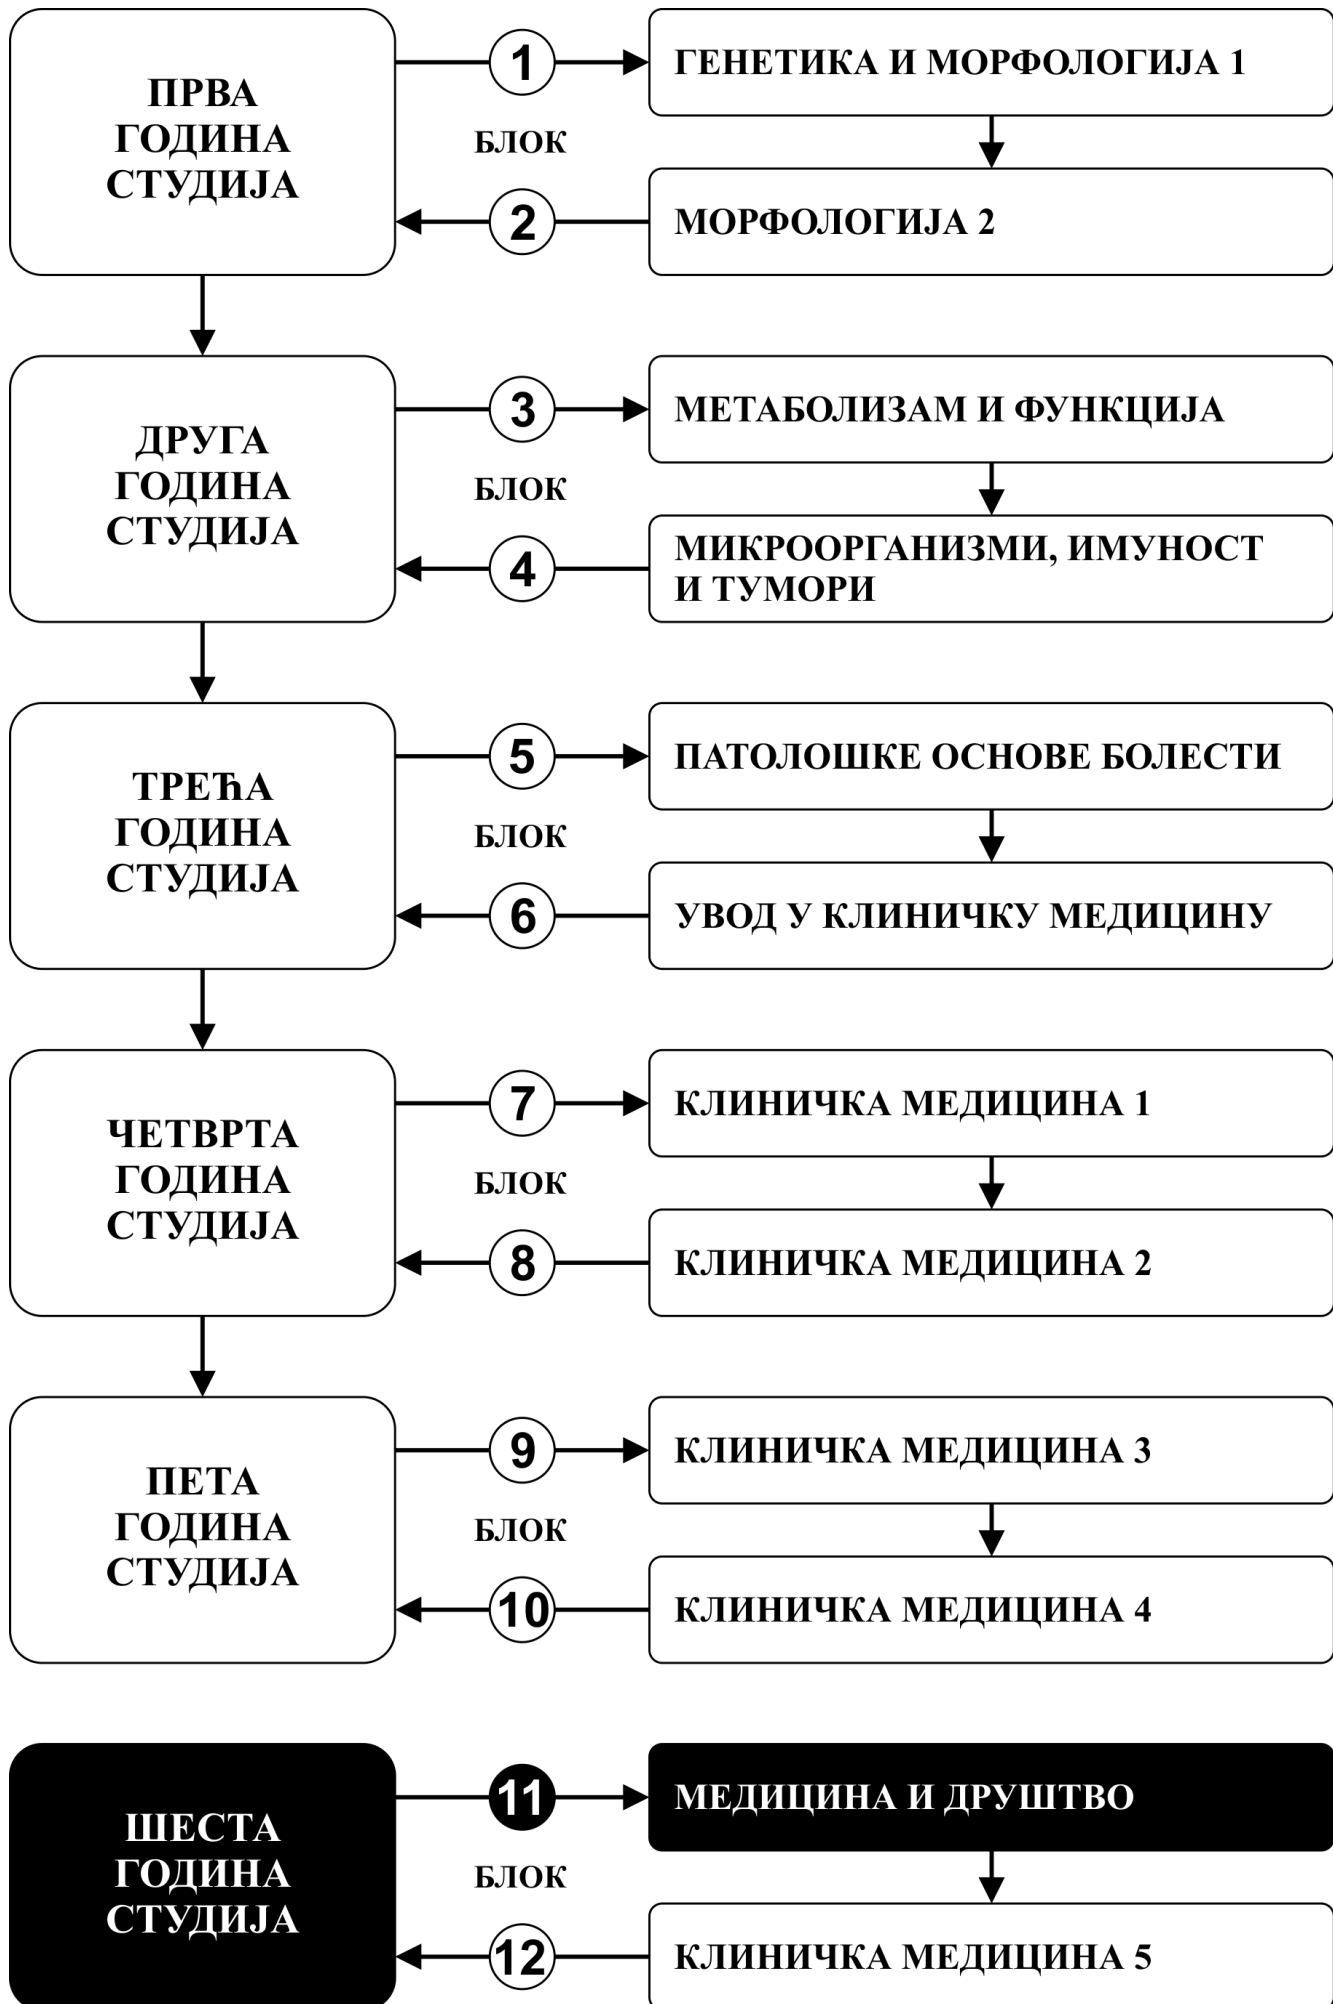 ПРВА
ГОДИНА
СТУДИЈА
1
ГЕНЕТИКА И МОРФОЛОГИЈА 1
БЛОК
2
МОРФОЛОГИЈА 2
ДРУГА
ГОДИНА
СТУДИЈА
3
МЕТАБОЛИЗАМ И ФУНКЦИЈА
БЛОК
4
МИКРООРГАНИЗМИ, ИМУНОСТ
И ТУМОРИ
ТРЕЋА
ГОДИНА
СТУДИЈА
5
ПАТОЛОШКЕ ОСНОВЕ БОЛЕСТИ
БЛОК
6
УВОД У КЛИНИЧКУ МЕДИЦИНУ
ЧЕТВРТА
ГОДИНА
СТУДИЈА
7
КЛИНИЧКА МЕДИЦИНА 1
БЛОК
8
КЛИНИЧКА МЕДИЦИНА 2
ПЕТА
ГОДИНА
СТУДИЈА
9
КЛИНИЧКА МЕДИЦИНА 3
БЛОК
10
КЛИНИЧКА МЕДИЦИНА 4
ШЕСТА
ГОДИНА
СТУДИЈА
11
МЕДИЦИНА И ДРУШТВО
БЛОК
12
КЛИНИЧКА МЕДИЦИНА 5